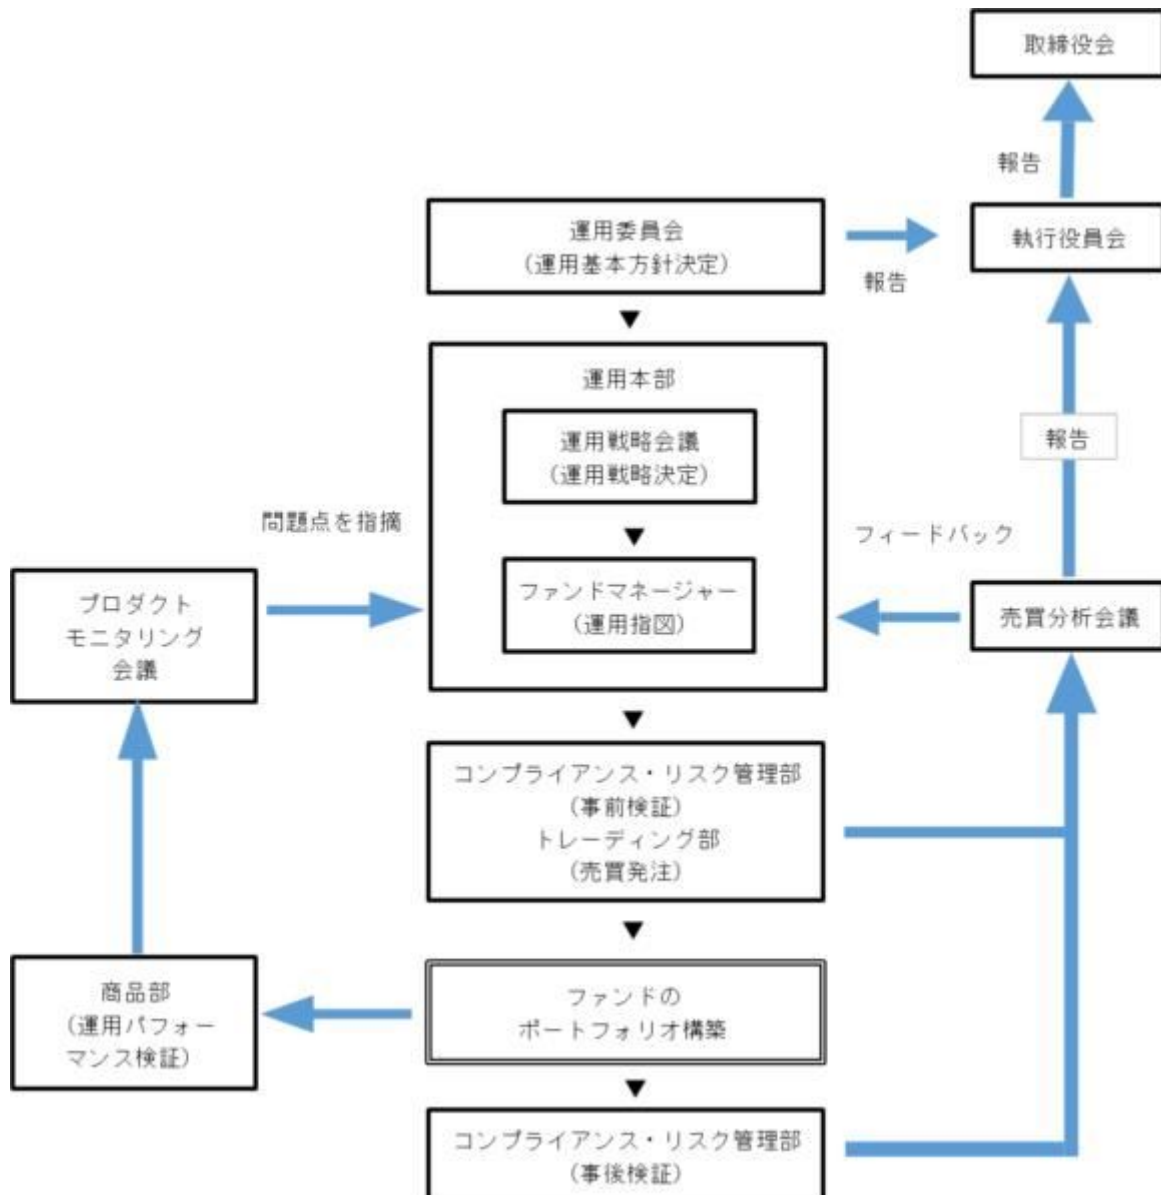 取締役会
報告
運用委員会
(運用基本方針決定)
報告
執行役員会
運用本部
運用戦略会議
(運用戦略決定)
報告
問題点を指摘
フィードバック
プロダクト
モニタリング
会議
ファンドマネージャー
(運用指図)
売買分析会議
コンプライアンス・リスク管理部
(事前検証)
トレーディング部
(売買発注)
商品部
(運用パフォー
マンス検証)
ファンドの
ポートフォリオ構築
コンプライアンス・リスク管理部
(事後検証)